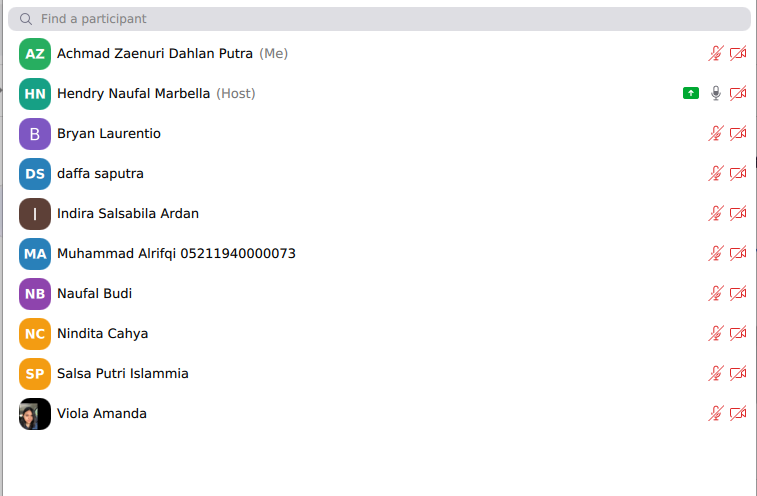 Find a participant
AZ Achmad Zaenuri Dahlan Putra (Me)
HN Hendry Naufal Marbella (Host)
B Bryan Laurentio
DS daffa saputra
I Indira Salsabila Ardan
MA Muhammad Alrifqi 05211940000073
NB Naufal Budi
NC Nindita Cahya
SP Salsa Putri Islammia
Viola Amanda